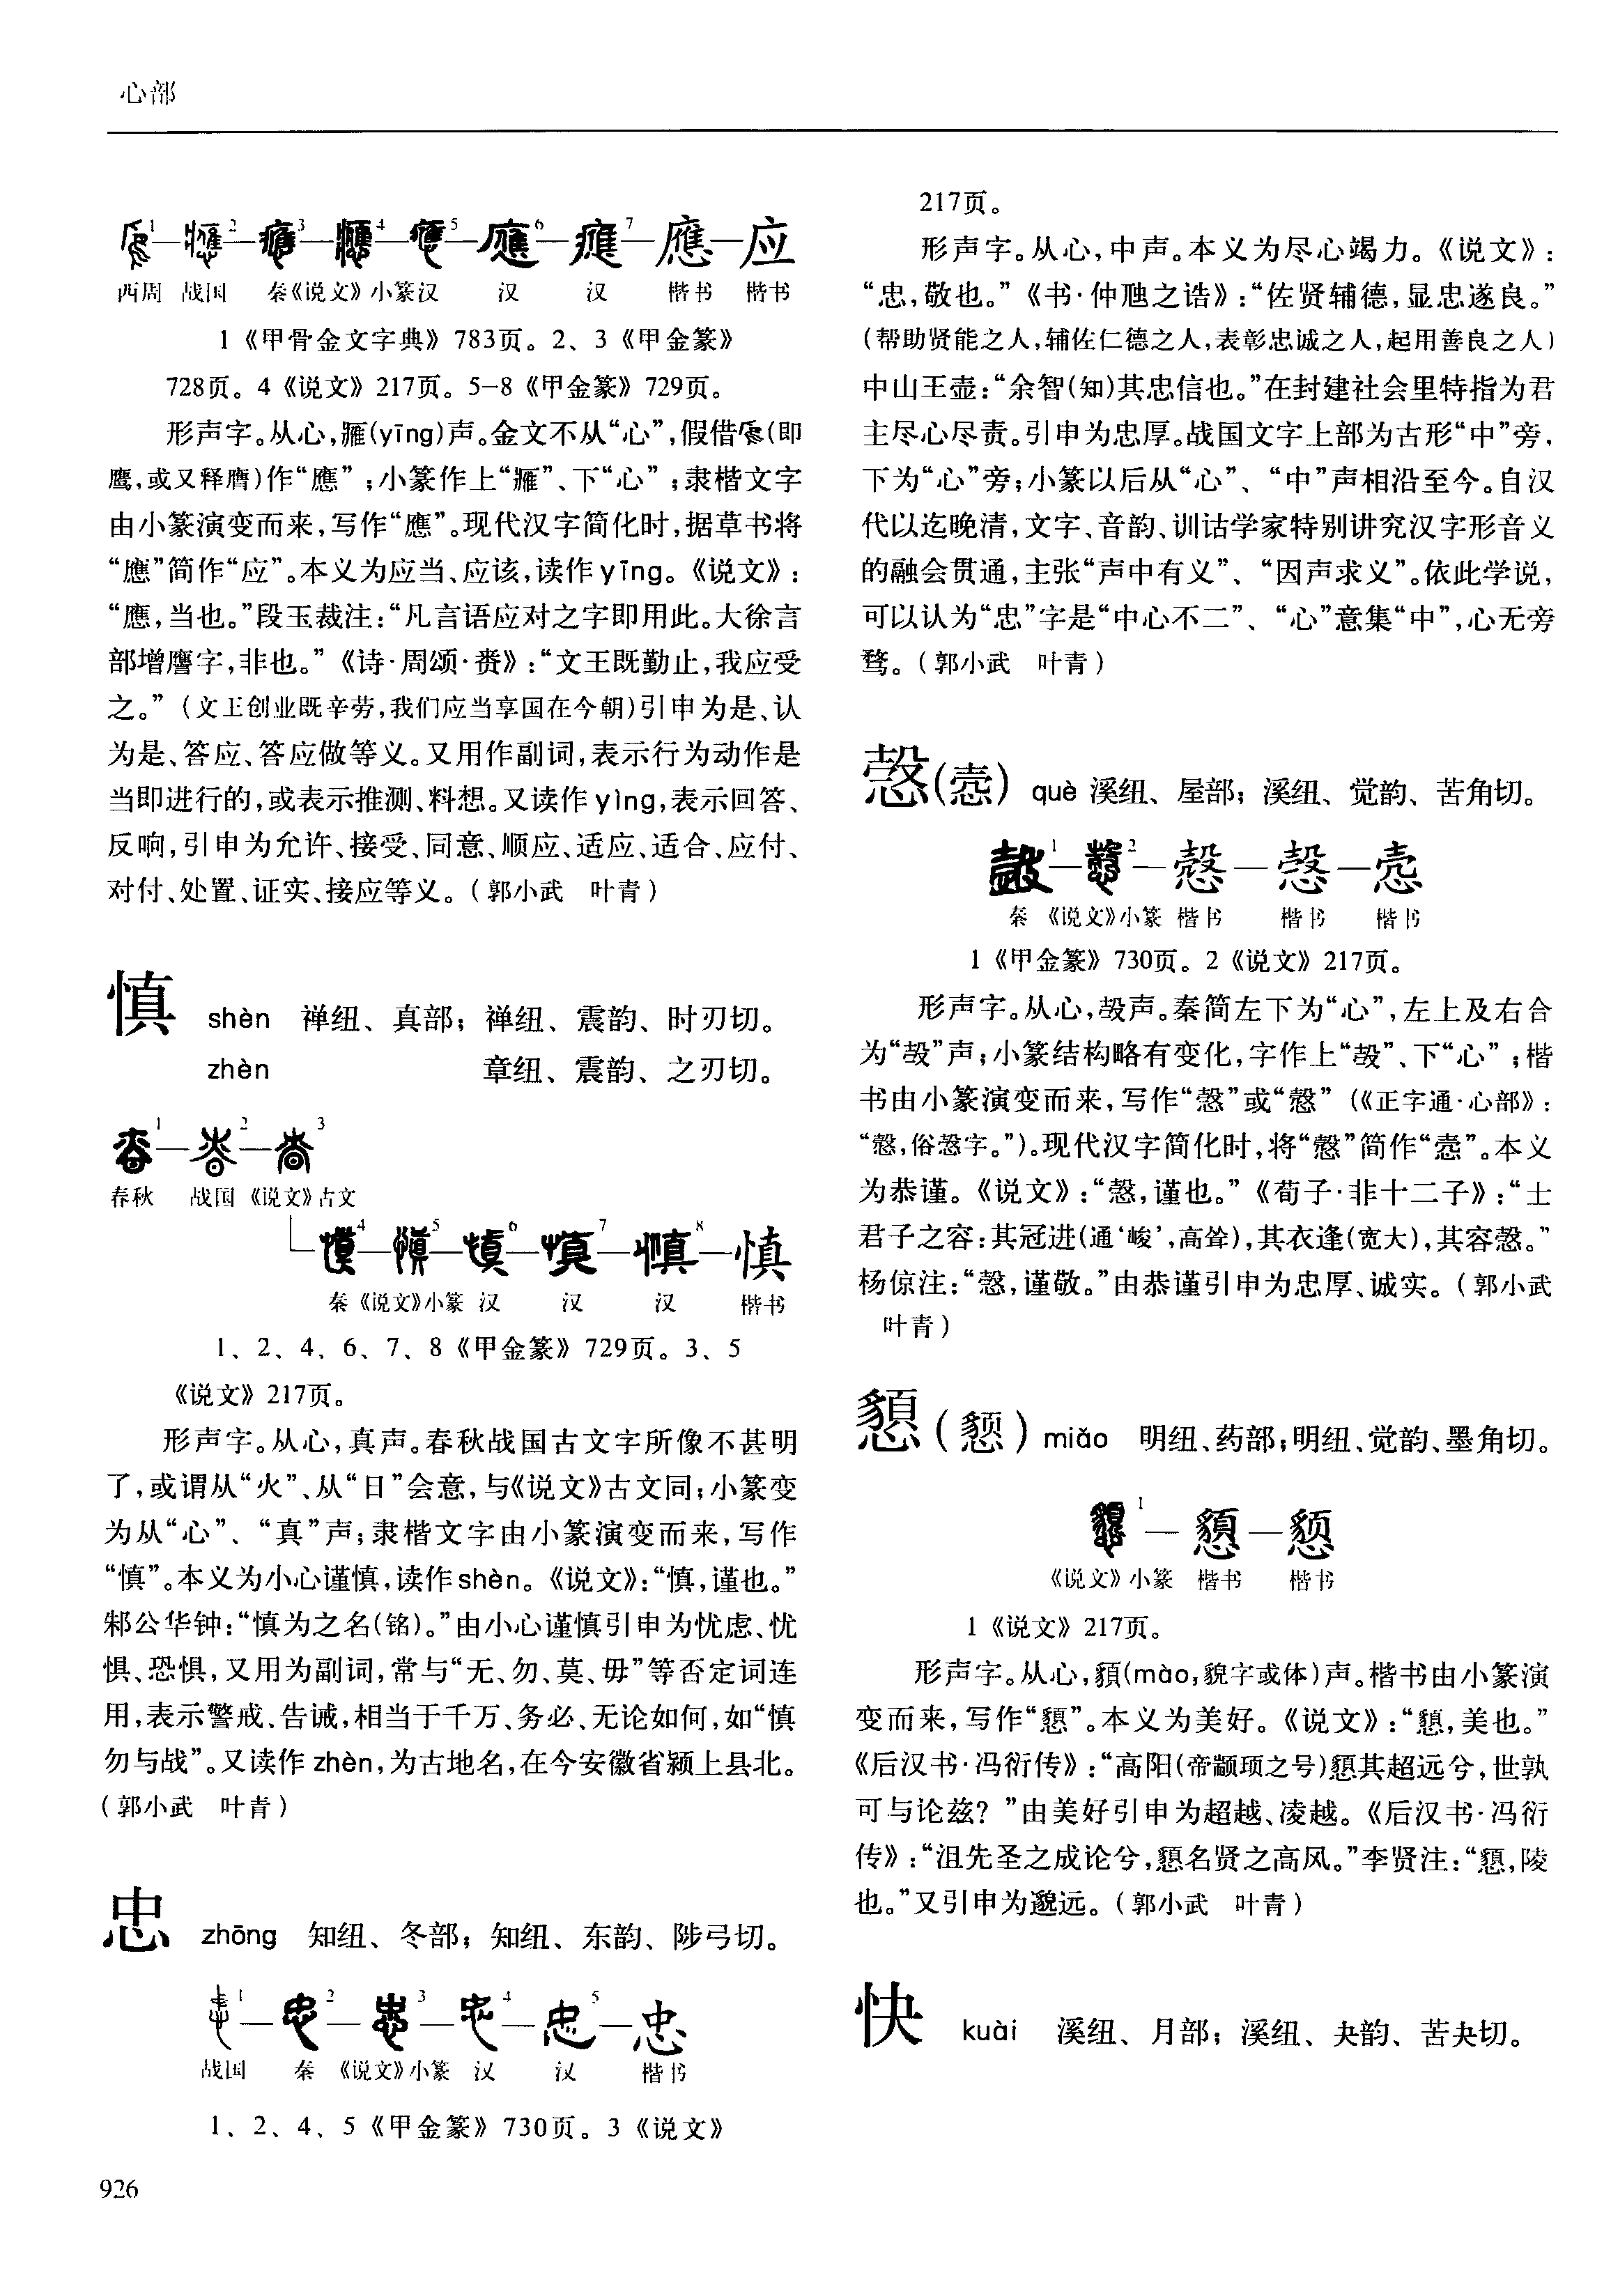 心部
1—2—3—4—5—6—7—應—应
西周 战国 秦《说文》小篆汉 汉 汉 楷书 楷书
1《甲骨金文字典》783页。2、3《甲金篆》
728页。4《说文》217页。5-8《甲金篆》729页。
形声字。从心,䧹(yīng)声。金文不从“心”,假借(即
鹰,或又释膺)作“應”;小篆作上“䧹”、下“心”;隶楷文字
由小篆演变而来,写作“應”。现代汉字简化时,据草书将
“應”简作“应”。本义为应当、应该,读作yīng。《说文》:
“應,当也。”段玉裁注:“凡言语应对之字即用此。大徐言
部增譍字,非也。”《诗·周颂·赉》:“文王既勤止,我应受
之。”(文王创业既辛劳,我们应当享国在今朝)引申为是、认
为是、答应、答应做等义。又用作副词,表示行为动作是
当即进行的,或表示推测、料想。又读作yìng,表示回答、
反响,引申为允许、接受、同意、顺应、适应、适合、应付、
对付、处置、证实、接应等义。(郭小武 叶青)
慎 shèn 禅纽、真部;禅纽、震韵、时刃切。
zhèn 章纽、震韵、之刃切。
1—2—3
春秋 战国 《说文》古文
4—5—6—7—8—慎
秦《说文》小篆 汉 汉 汉 楷书
1、2、4、6、7、8《甲金篆》729页。3、5
《说文》217页。
形声字。从心,真声。春秋战国古文字所像不甚明
了,或谓从“火”、从“日”会意,与《说文》古文同;小篆变
为从“心”、“真”声;隶楷文字由小篆演变而来,写作
“慎”。本义为小心谨慎,读作shèn。《说文》:“慎,谨也。”
邾公华钟:“慎为之名(铭)。”由小心谨慎引申为忧虑、忧
惧、恐惧,又用为副词,常与“无、勿、莫、毋”等否定词连
用,表示警戒、告诫,相当于千万、务必、无论如何,如“慎
勿与战”。又读作zhèn,为古地名,在今安徽省颍上县北。
(郭小武 叶青)
忠 zhōng 知纽、冬部;知纽、东韵、陟弓切。
1—2—3—4—5—忠
战国 秦 《说文》小篆 汉 汉 楷书
1、2、4、5《甲金篆》730页。3《说文》
926
217页。
形声字。从心,中声。本义为尽心竭力。《说文》:
“忠,敬也。”《书·仲虺之诰》:“佐贤辅德,显忠遂良。”
(帮助贤能之人,辅佐仁德之人,表彰忠诚之人,起用善良之人)
中山王壶:“余智(知)其忠信也。”在封建社会里特指为君
主尽心尽责。引申为忠厚。战国文字上部为古形“中”旁,
下为“心”旁;小篆以后从“心”、“中”声相沿至今。自汉
代以迄晚清,文字、音韵、训诂学家特别讲究汉字形音义
的融会贯通,主张“声中有义”、“因声求义”。依此学说,
可以认为“忠”字是“中心不二”、“心”意集“中”,心无旁
骛。(郭小武 叶青)
慤(悫) què 溪纽、屋部;溪纽、觉韵、苦角切。
1—2—慤—愨—悫
秦 《说文》小篆 楷书 楷书 楷书
1《甲金篆》730页。2《说文》217页。
形声字。从心,㱿声。秦简左下为“心”,左上及右合
为“㱿”声;小篆结构略有变化,字作上“㱿”、下“心”;楷
书由小篆演变而来,写作“愨”或“慤”(《正字通·心部》:
“慤,俗愨字。”)。现代汉字简化时,将“慤”简作“悫”。本义
为恭谨。《说文》:“愨,谨也。”《荀子·非十二子》:“士
君子之容:其冠进(通‘峻’,高耸),其衣逢(宽大),其容愨。”
杨倞注:“愨,谨敬。”由恭谨引申为忠厚、诚实。(郭小武
叶青)
懇() miǎo 明纽、药部;明纽、觉韵、墨角切。
1
《说文》小篆 楷书 楷书
1《说文》217页。
形声字。从心,䫉(mào,貌字或体)声。楷书由小篆演
变而来,写作“㦝”。本义为美好。《说文》:“㦝,美也。”
《后汉书·冯衍传》:“高阳(帝颛顼之号)㦝其超远兮,世孰
可与论兹?”由美好引申为超越、凌越。《后汉书·冯衍
传》:“沮先圣之成论兮,㦝名贤之高风。”李贤注:“㦝,陵
也。”又引申为邈远。(郭小武 叶青)
快 kuài 溪纽、月部;溪纽、夬韵、苦夬切。